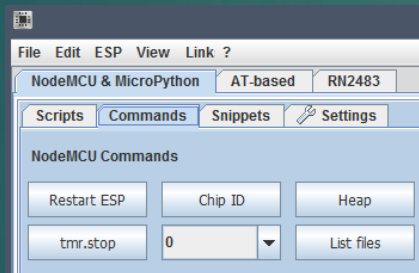 File Edit ESP View Link ?
NodeMCU & MicroPython AT-based RN2483
Scripts Commands Snippets Settings
NodeMCU Commands
Restart ESP Chip ID Heap
tmr.stop 0 List files